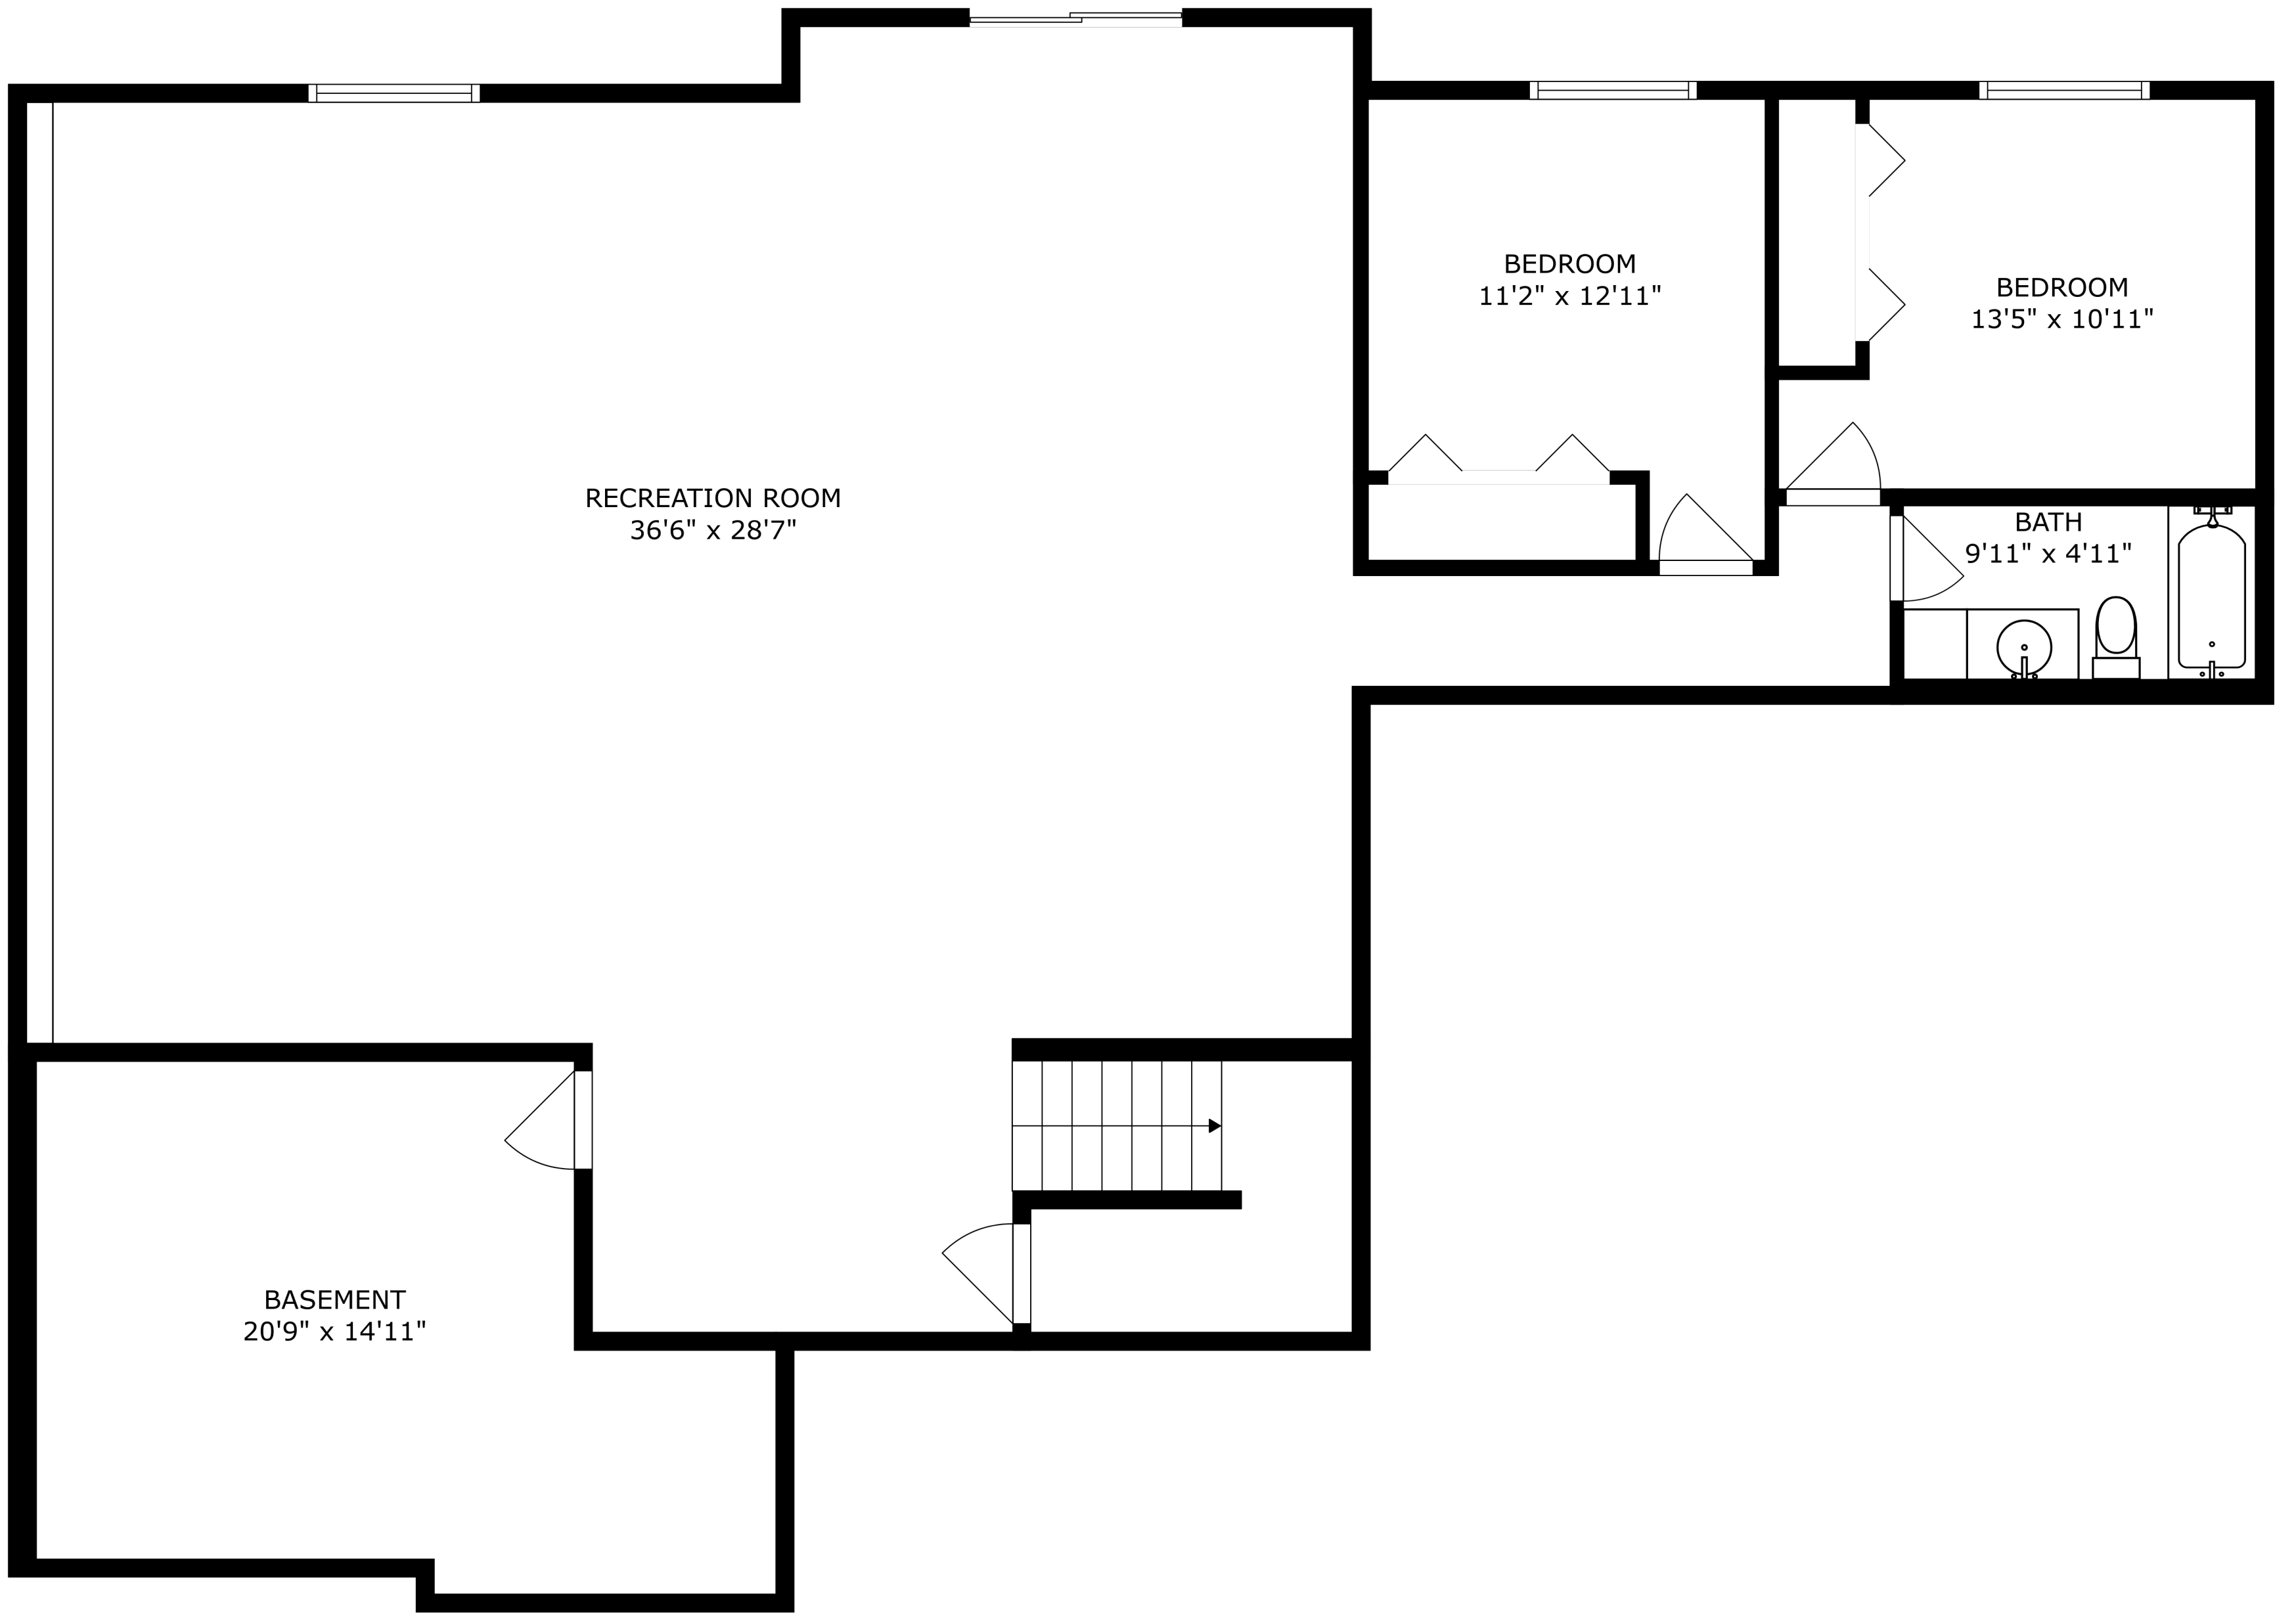 BEDROOM
11'2" x 12'11"
BEDROOM
13'5" x 10'11"
RECREATION ROOM
36'6" x 28'7"
BATH
9'11" x 4'11"
BASEMENT
20'9" x 14'11"